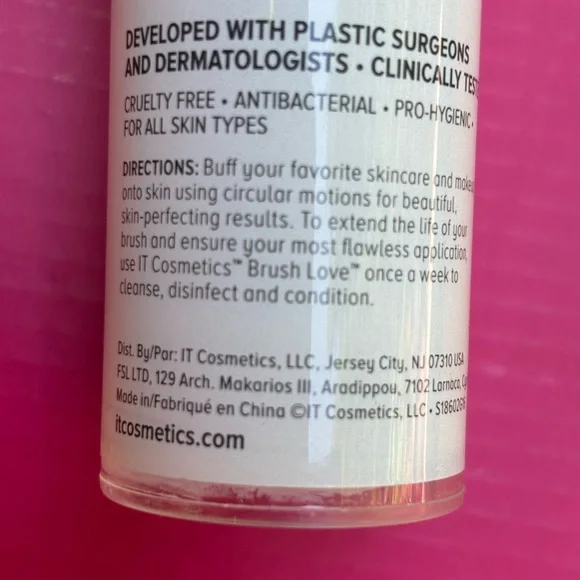 DEVELOPED WITH PLASTIC SURGEONS
AND DERMATOLOGISTS • CLINICALLY
CRUELTY FREE • ANTIBACTERIAL • PRO-HYGIENIC •
FOR ALL SKIN TYPES
DIRECTIONS: Buff your favorite skincare and
onto skin using circular motions for beautiful,
skin-perfecting results. To extend the life of your
brush and ensure your most flawless application,
use IT Cosmetics™ Brush Love™ once a week to
cleanse, disinfect and condition.
Dist. By/Par: IT Cosmetics, LLC, Jersey City, NJ 07310 USA
FSL LTD, 129 Arch. Makarios III, Aradippou, 7102 Larnaca,
Made in/Fabriqué en China ©IT Cosmetics, LLC •
itcosmetics.com